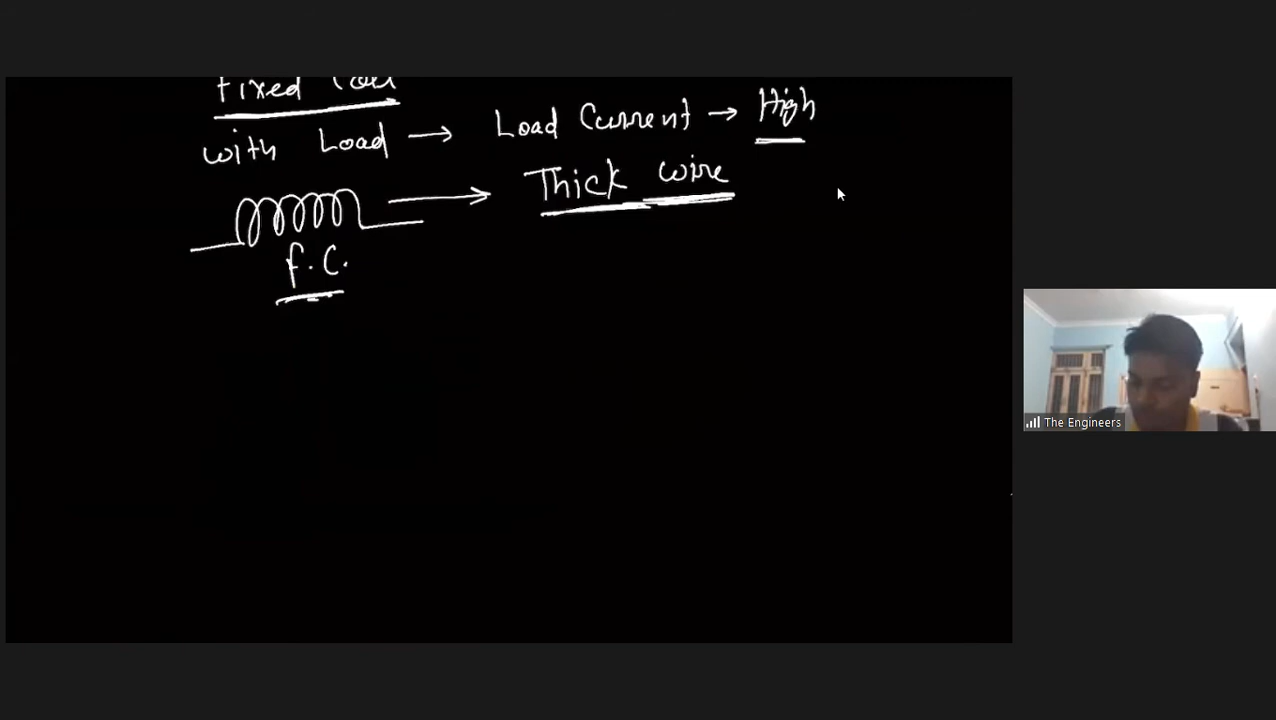 Fixed Coil
with Load → Load Current → High
Thick wire
F.C.
The Engineers